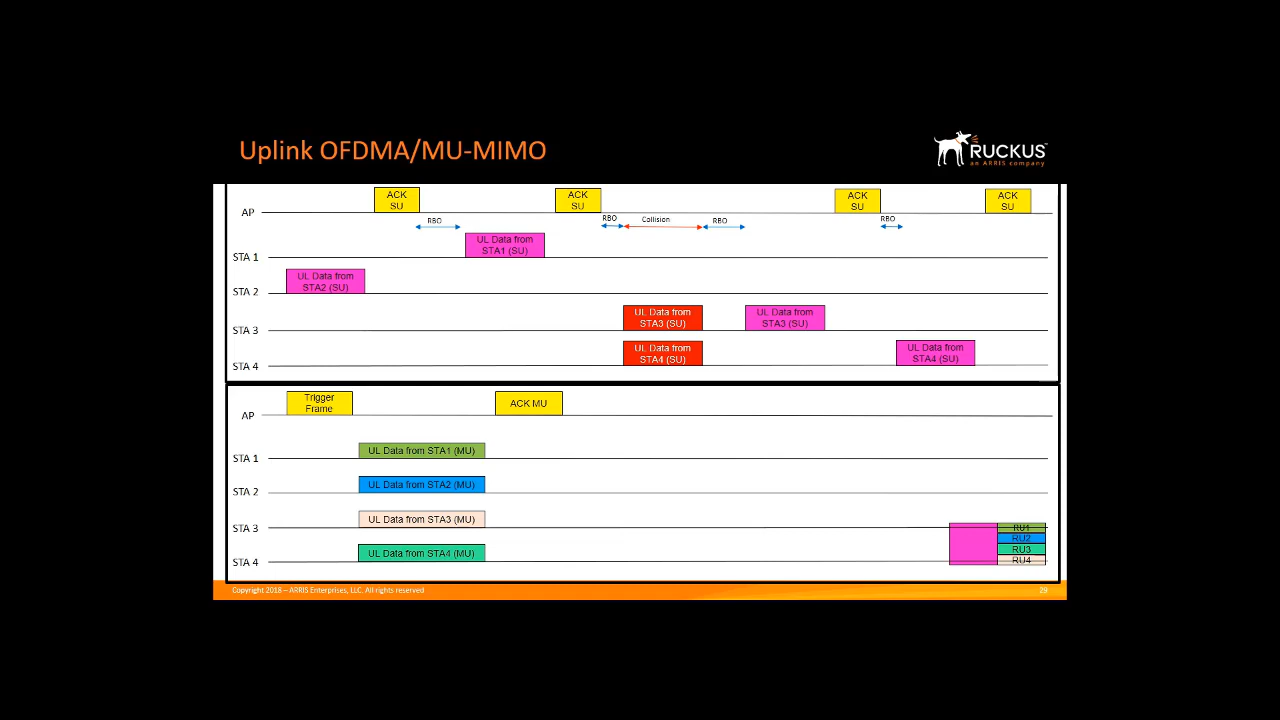 Uplink OFDMA/MU-MIMO
RUCKUS
an ARRIS company
ACK
SU
ACK
SU
ACK
SU
ACK
SU
AP
RBO
RBO
Collision
RBO
RBO
UL Data from
STA1 (SU)
STA 1
UL Data from
STA2 (SU)
STA 2
UL Data from
STA3 (SU)
UL Data from
STA3 (SU)
STA 3
UL Data from
STA4 (SU)
UL Data from
STA4 (SU)
STA 4
Trigger
Frame
ACK MU
AP
UL Data from STA1 (MU)
STA 1
UL Data from STA2 (MU)
STA 2
UL Data from STA3 (MU)
STA 3
RU1
RU2
RU3
RU4
UL Data from STA4 (MU)
STA 4
Copyright 2018 – ARRIS Enterprises, LLC. All rights reserved
29